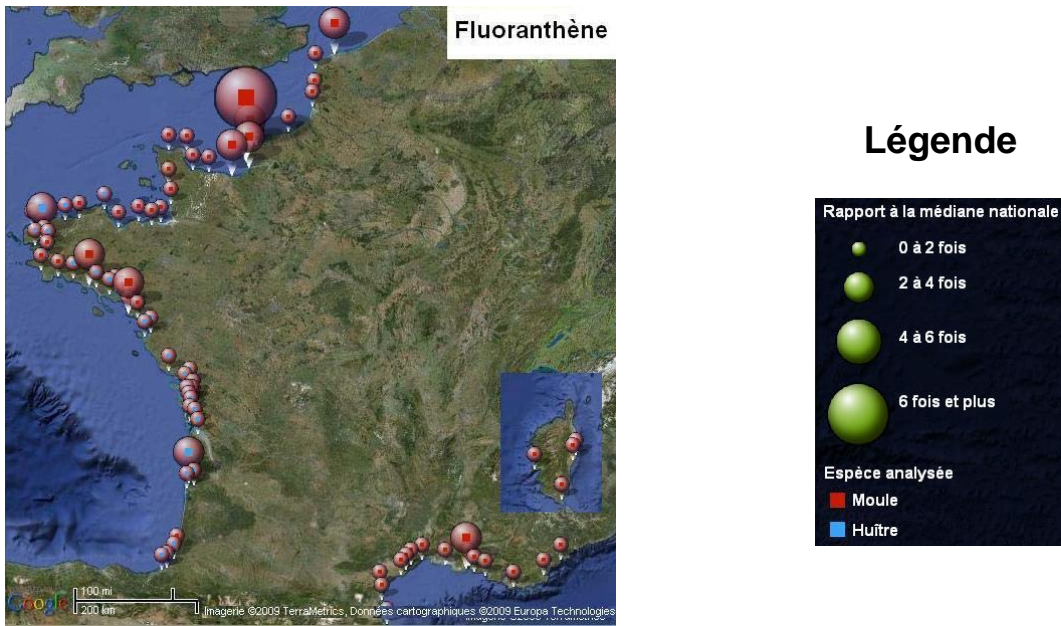 Fluoranthène
Légende
Rapport à la médiane nationale
0 à 2 fois
2 à 4 fois
4 à 6 fois
6 fois et plus
Espèce analysée
Moule
Huître
Google
100 mi
200 km
Imagerie ©2009 TerraMetrics, Données cartographiques ©2009 Europa Technologies